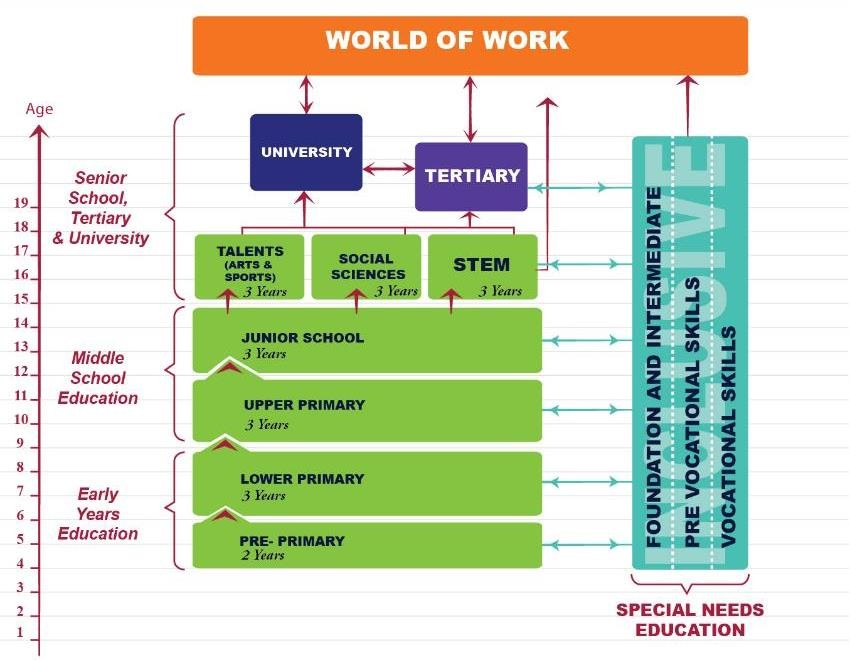 WORLD OF WORK
Age
19
18
17
16
15
14
13
12
11
10
9
8
7
6
5
4
3
2
1
Senior
School,
Tertiary
& University
Middle
School
Education
Early
Years
Education
UNIVERSITY
TERTIARY
TALENTS
(ARTS &
SPORTS)
3 Years
SOCIAL
SCIENCES
3 Years
STEM
3 Years
JUNIOR SCHOOL
3 Years
UPPER PRIMARY
3 Years
LOWER PRIMARY
3 Years
PRE- PRIMARY
2 Years
INCLUSIVE
FOUNDATION AND INTERMEDIATE
PRE VOCATIONAL SKILLS
VOCATIONAL SKILLS
SPECIAL NEEDS
EDUCATION